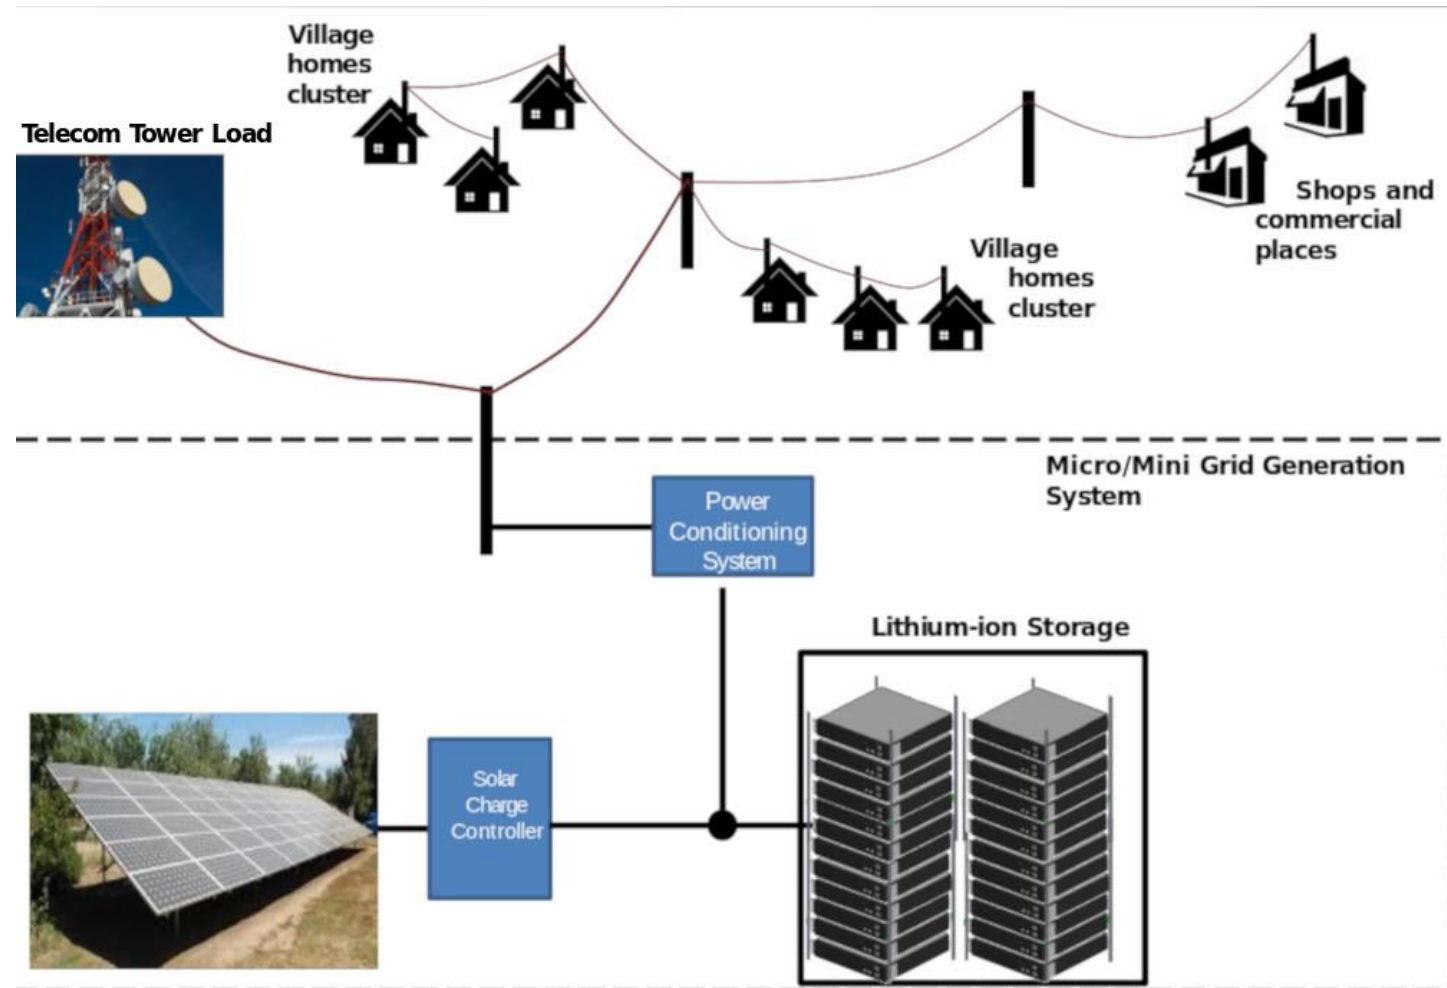 Village
homes
cluster
Telecom Tower Load
Shops and
commercial
places
Village
homes
cluster
Micro/Mini Grid Generation
System
Power
Conditioning
System
Lithium-ion Storage
Solar
Charge
Controller